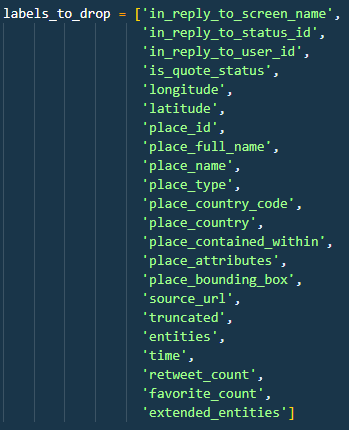 labels_to_drop = ['in_reply_to_screen_name',
'in_reply_to_status_id',
'in_reply_to_user_id',
'is_quote_status',
'longitude',
'latitude',
'place_id',
'place_full_name',
'place_name',
'place_type',
'place_country_code',
'place_country',
'place_contained_within',
'place_attributes',
'place_bounding_box',
'source_url',
'truncated',
'entities',
'time',
'retweet_count',
'favorite_count',
'extended_entities']